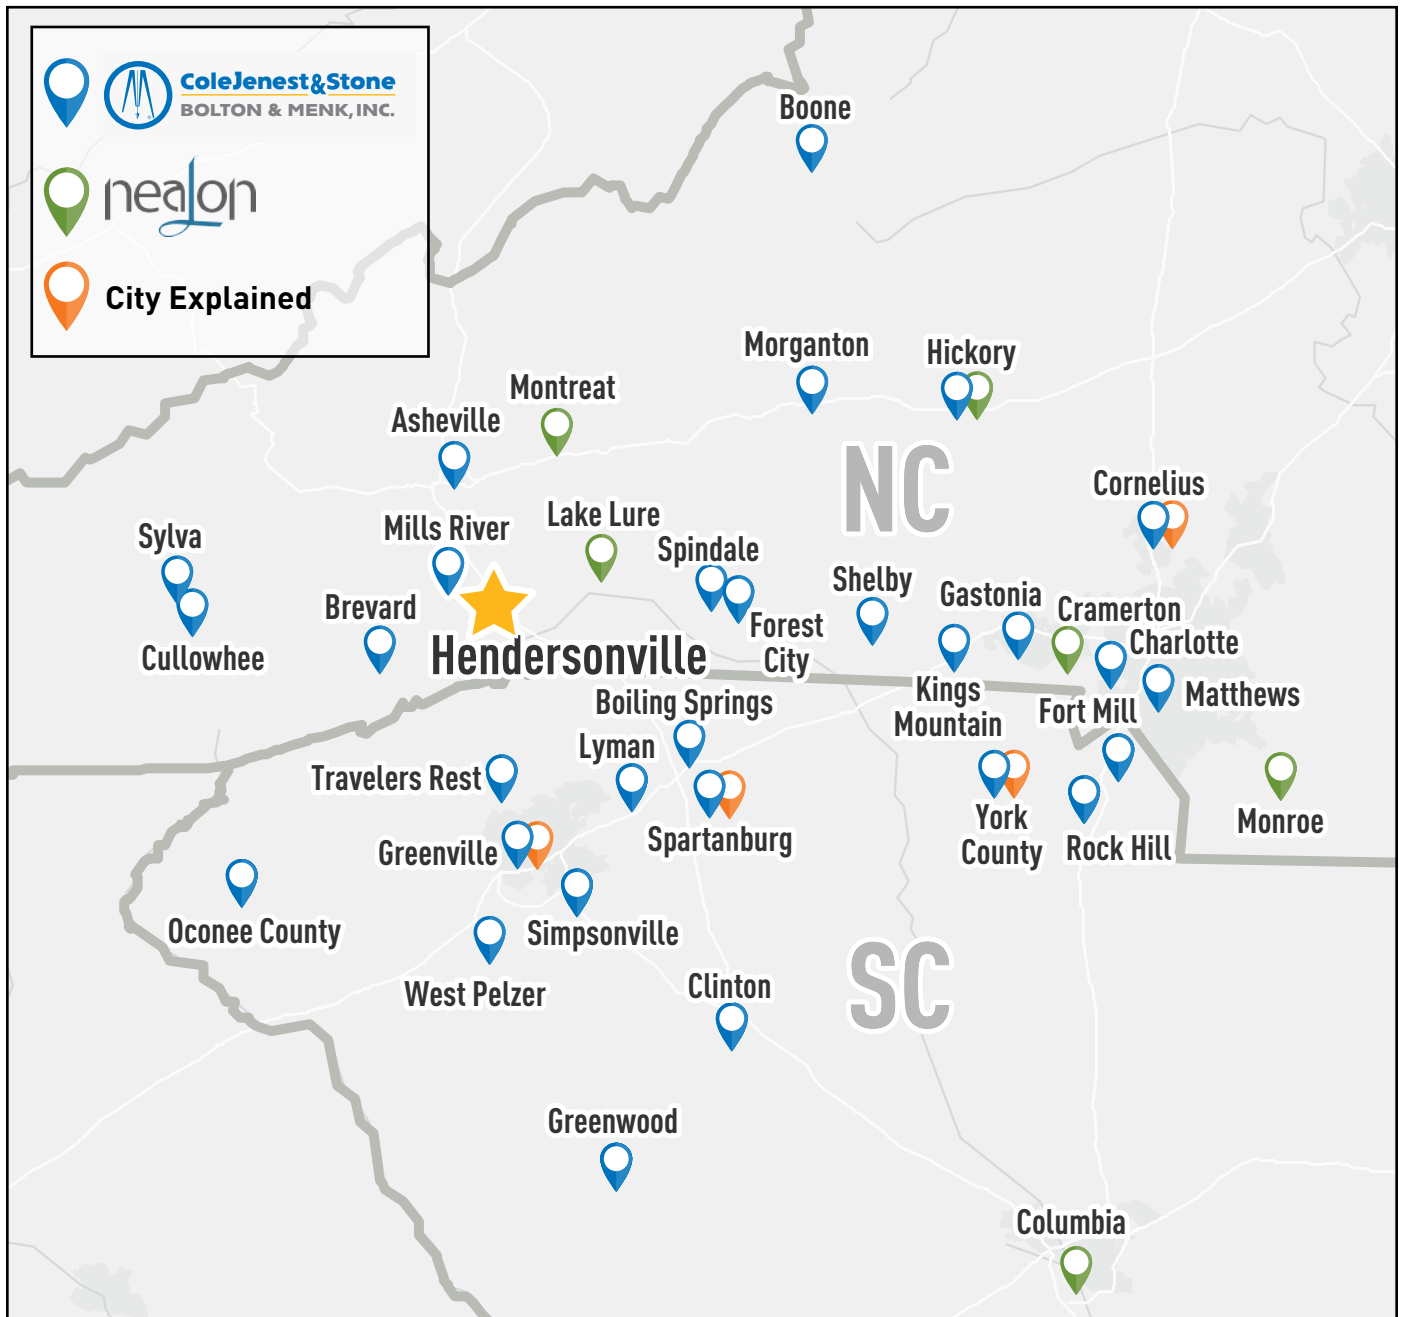 ColeJenest&Stone
BOLTON & MENK, INC.
nealon
City Explained
Boone
Morganton
Hickory
Montreat
Asheville
NC
Cornelius
Lake Lure
Mills River
Sylva
Spindale
Shelby
Gastonia
Cramerton
Brevard
Forest
City
Charlotte
Cullowhee
Hendersonville
Kings
Mountain
Matthews
Boiling Springs
Fort Mill
Lyman
Travelers Rest
York
County
Monroe
Spartanburg
Rock Hill
Greenville
Oconee County
Simpsonville
SC
West Pelzer
Clinton
Greenwood
Columbia